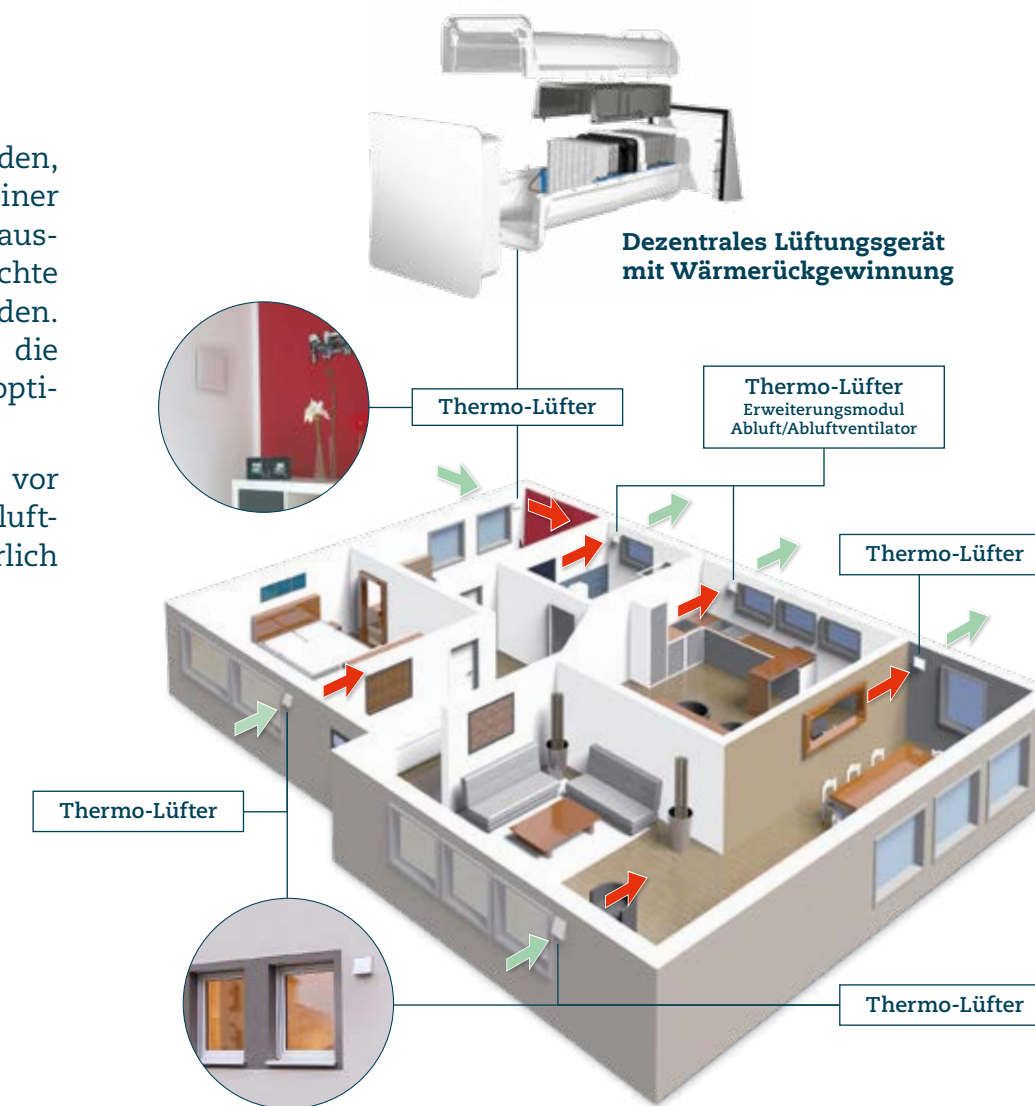 den,
einer
aus-
chte
den.
die
opti-
vor
luft-
rlich
Dezentrales Lüftungsgerät
mit Wärmerückgewinnung
Thermo-Lüfter
Thermo-Lüfter
Erweiterungsmodul
Abluft/Abluftventilator
Thermo-Lüfter
Thermo-Lüfter
Thermo-Lüfter